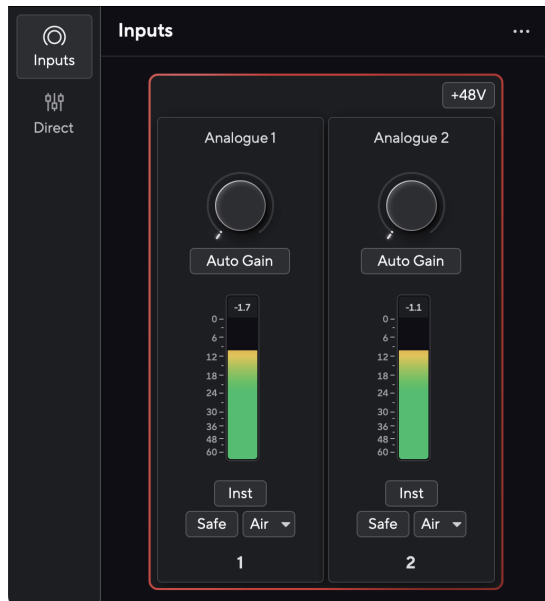 Inputs
Inputs
...
Direct
+48V
Analogue 1
Analogue 2
Auto Gain
Auto Gain
-1.7
-1.1
0
0
6
6
12
12
18
18
24
24
30
30
36
36
48
48
60
60
Inst
Inst
Safe
Air
Safe
Air
1
2